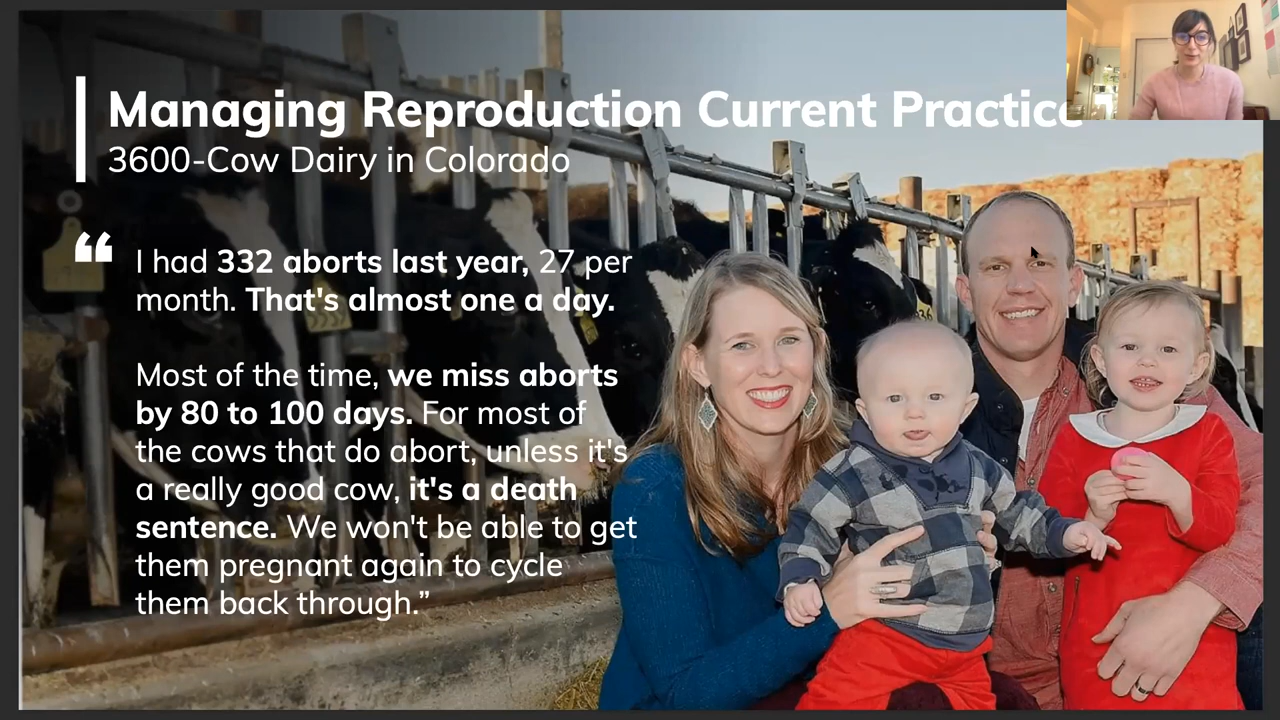 Managing Reproduction Current Practice
3600-Cow Dairy in Colorado
“
I had 332 aborts last year, 27 per
month. That's almost one a day.
Most of the time, we miss aborts
by 80 to 100 days. For most of
the cows that do abort, unless it's
a really good cow, it's a death
sentence. We won't be able to get
them pregnant again to cycle
them back through.”